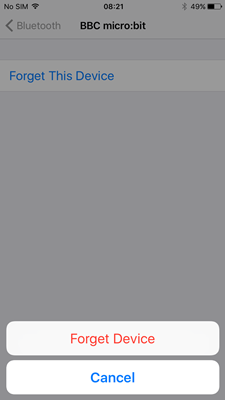 No SIM 08:21 49%
Bluetooth BBC micro:bit
Forget This Device
Forget Device
Cancel